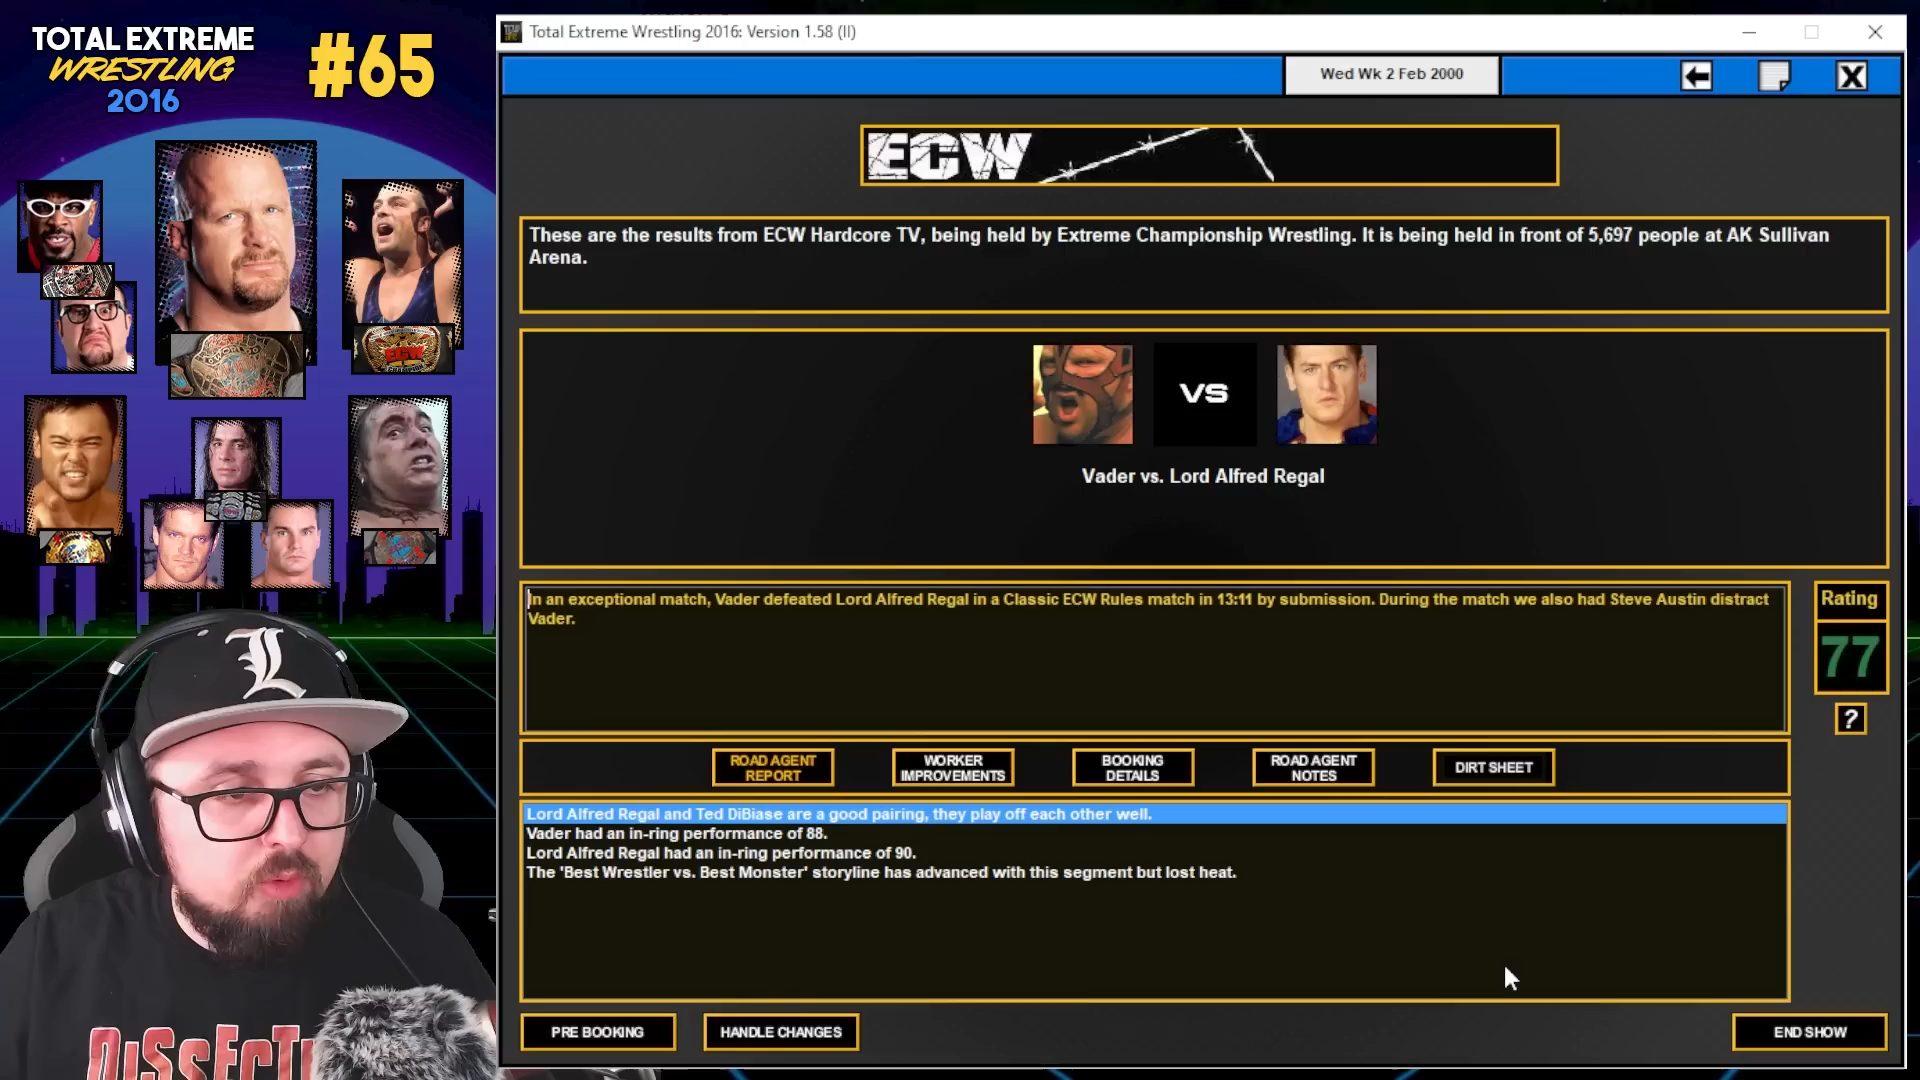 TOTAL EXTREME
WRESTLING
2016
#65
Total Extreme Wrestling 2016: Version 1.58 (II)
Wed Wk 2 Feb 2000
ECW
These are the results from ECW Hardcore TV, being held by Extreme Championship Wrestling. It is being held in front of 5,697 people at AK Sullivan
Arena.
VS
Vader vs. Lord Alfred Regal
In an exceptional match, Vader defeated Lord Alfred Regal in a Classic ECW Rules match in 13:11 by submission. During the match we also had Steve Austin distract
Vader.
Rating
77
?
ROAD AGENT
REPORT
WORKER
IMPROVEMENTS
BOOKING
DETAILS
ROAD AGENT
NOTES
DIRT SHEET
Lord Alfred Regal and Ted DiBiase are a good pairing, they play off each other well.
Vader had an in-ring performance of 88.
Lord Alfred Regal had an in-ring performance of 90.
The 'Best Wrestler vs. Best Monster' storyline has advanced with this segment but lost heat.
PRE BOOKING
HANDLE CHANGES
END SHOW
L